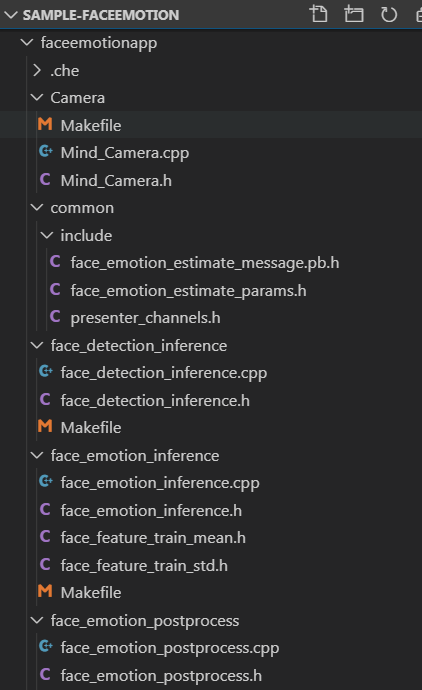 SAMPLE-FACEEMOTION
faceemotionapp
.che
Camera
M Makefile
C++ Mind_Camera.cpp
C Mind_Camera.h
common
include
C face_emotion_estimate_message.pb.h
C face_emotion_estimate_params.h
C presenter_channels.h
face_detection_inference
C++ face_detection_inference.cpp
C face_detection_inference.h
M Makefile
face_emotion_inference
C++ face_emotion_inference.cpp
C face_emotion_inference.h
C face_feature_train_mean.h
C face_feature_train_std.h
M Makefile
face_emotion_postprocess
C++ face_emotion_postprocess.cpp
C face_emotion_postprocess.h